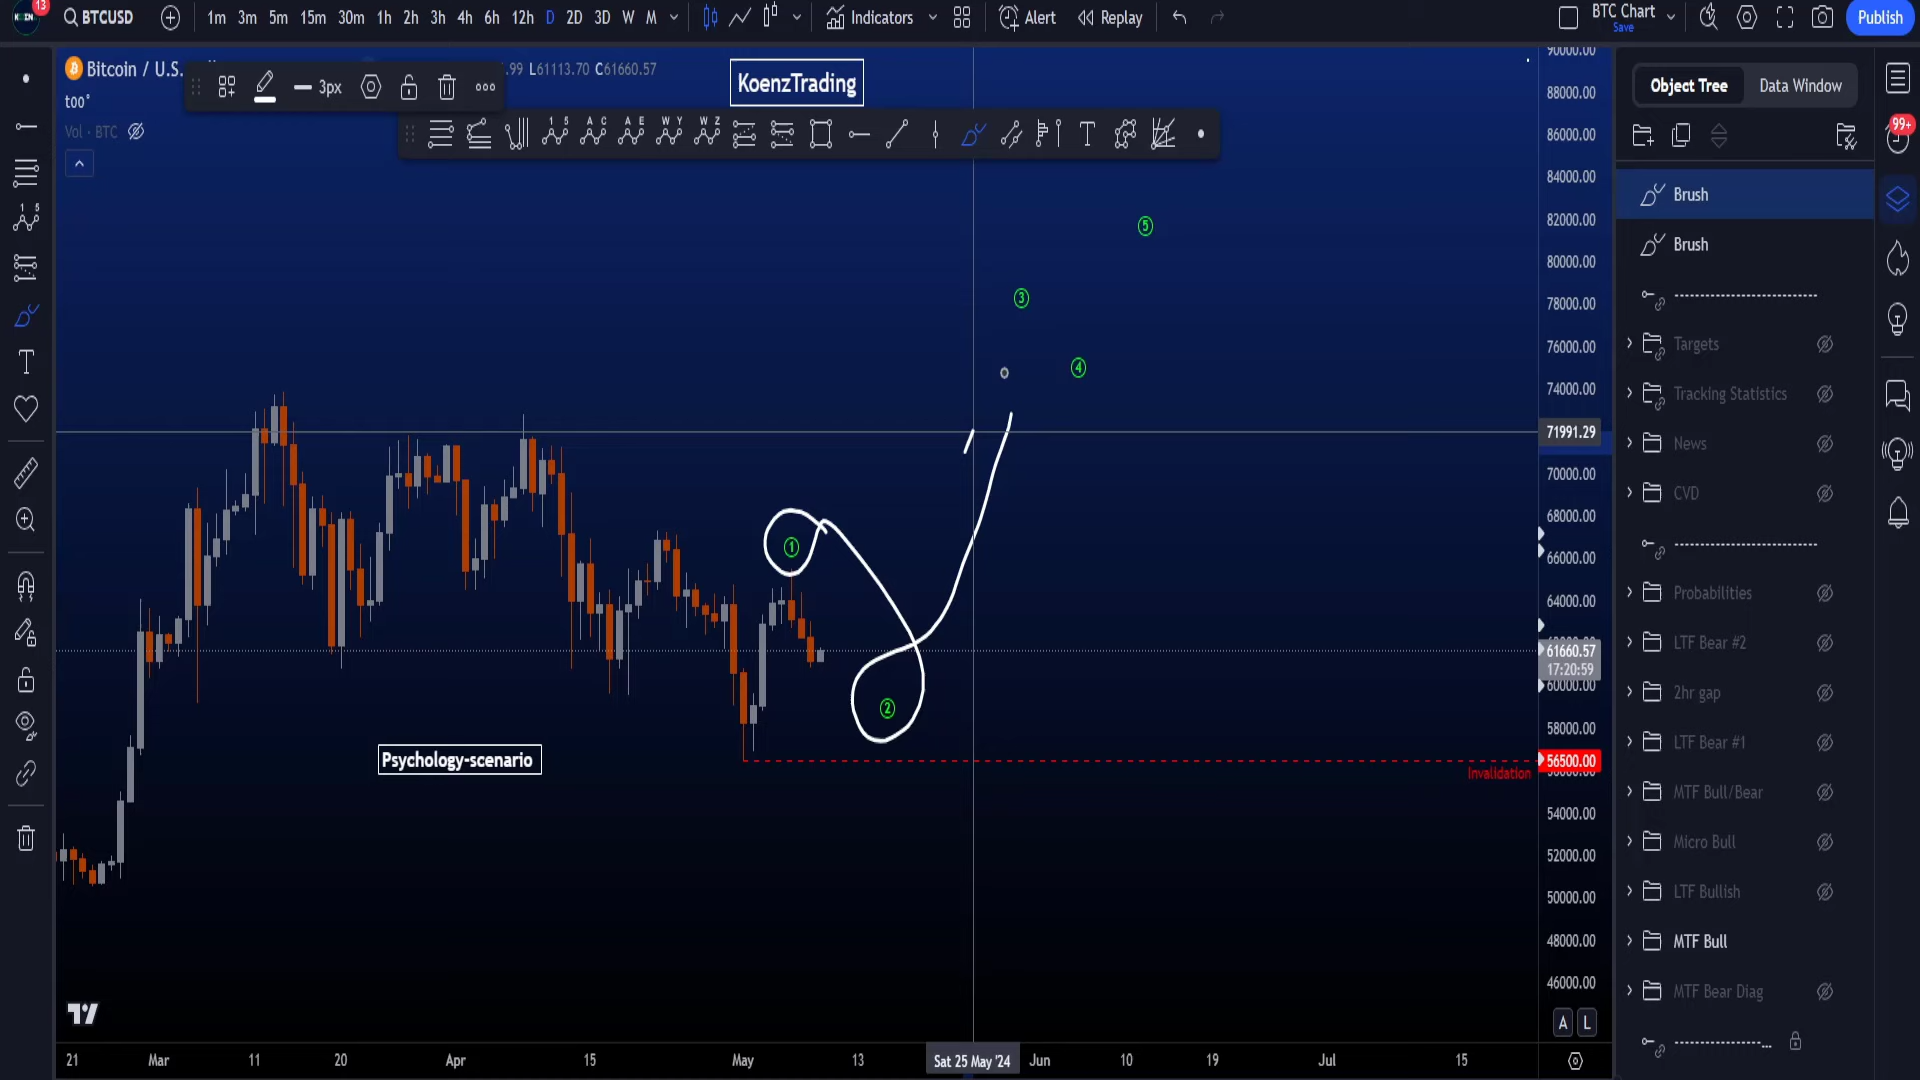 13
BTCUSD
1m 3m 5m 15m 30m 1h 2h 3h 4h 6h 12h D 2D 3D W M
Indicators
Alert
Replay
BTC Chart
Save
Publish
Bitcoin / U.S.
.99 L61113.70 C61660.57
3px
KoenzTrading
too°
Vol · BTC
Object Tree
Data Window
99+
Brush
Brush
Targets
Tracking Statistics
News
CVD
Probabilities
LTF Bear #2
2hr gap
LTF Bear #1
MTF Bull/Bear
Micro Bull
LTF Bullish
MTF Bull
MTF Bear Diag
90000.00
88000.00
86000.00
84000.00
82000.00
80000.00
78000.00
76000.00
74000.00
71991.29
70000.00
68000.00
66000.00
64000.00
61660.57
17:20:59
60000.00
58000.00
56500.00
54000.00
52000.00
50000.00
48000.00
46000.00
1
2
3
4
5
Psychology-scenario
Invalidation
A L
21 Mar 11 20 Apr 15 May 13 Sat 25 May '24 Jun 10 19 Jul 15